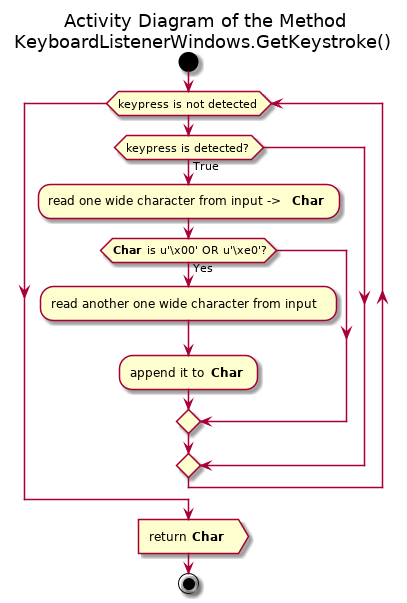 Activity Diagram of the Method
KeyboardListenerWindows.GetKeystroke()
keypress is not detected
keypress is detected?
True
read one wide character from input -> Char
Char is u'\x00' OR u'\xe0'?
Yes
read another one wide character from input
append it to Char
return Char